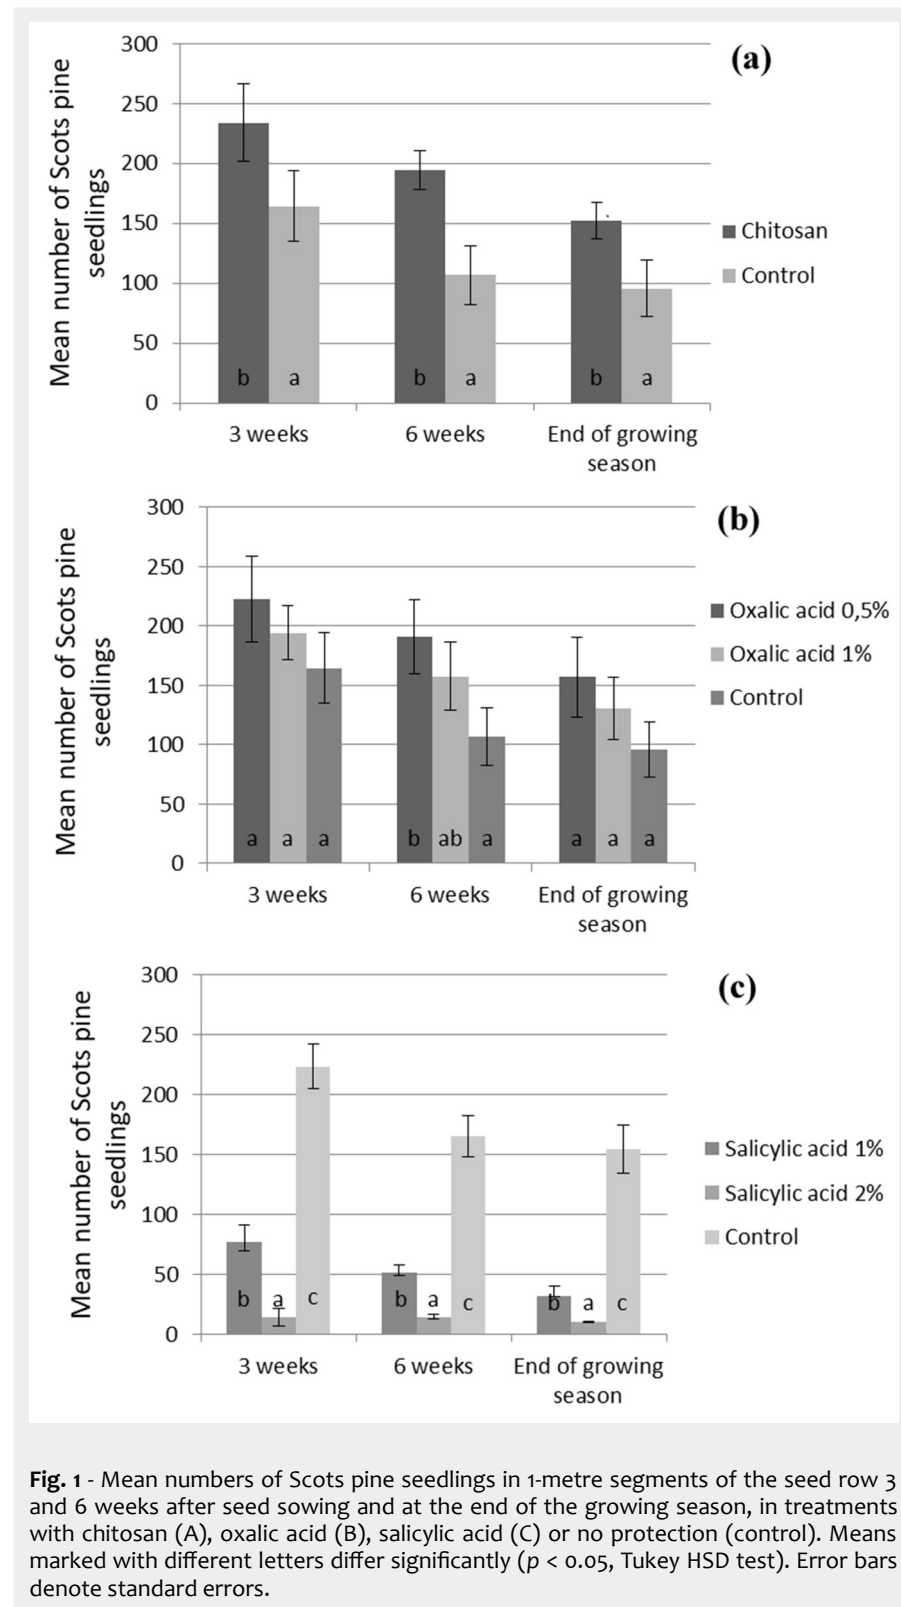 (a)
Mean number of Scots pine
seedlings
300
250
200
150
100
50
0
b
a
b
a
b
a
3 weeks
6 weeks
End of growing
season
Chitosan
Control
(b)
Mean number of Scots pine
seedlings
300
250
200
150
100
50
0
a
a
a
b
ab
a
a
a
a
3 weeks
6 weeks
End of growing
season
Oxalic acid 0,5%
Oxalic acid 1%
Control
(c)
Mean number of Scots pine
seedlings
300
250
200
150
100
50
0
b
a
c
b
a
c
b
a
c
3 weeks
6 weeks
End of growing
season
Salicylic acid 1%
Salicylic acid 2%
Control
Fig. 1 - Mean numbers of Scots pine seedlings in 1-metre segments of the seed row 3
and 6 weeks after seed sowing and at the end of the growing season, in treatments
with chitosan (A), oxalic acid (B), salicylic acid (C) or no protection (control). Means
marked with different letters differ significantly (p < 0.05, Tukey HSD test). Error bars
denote standard errors.